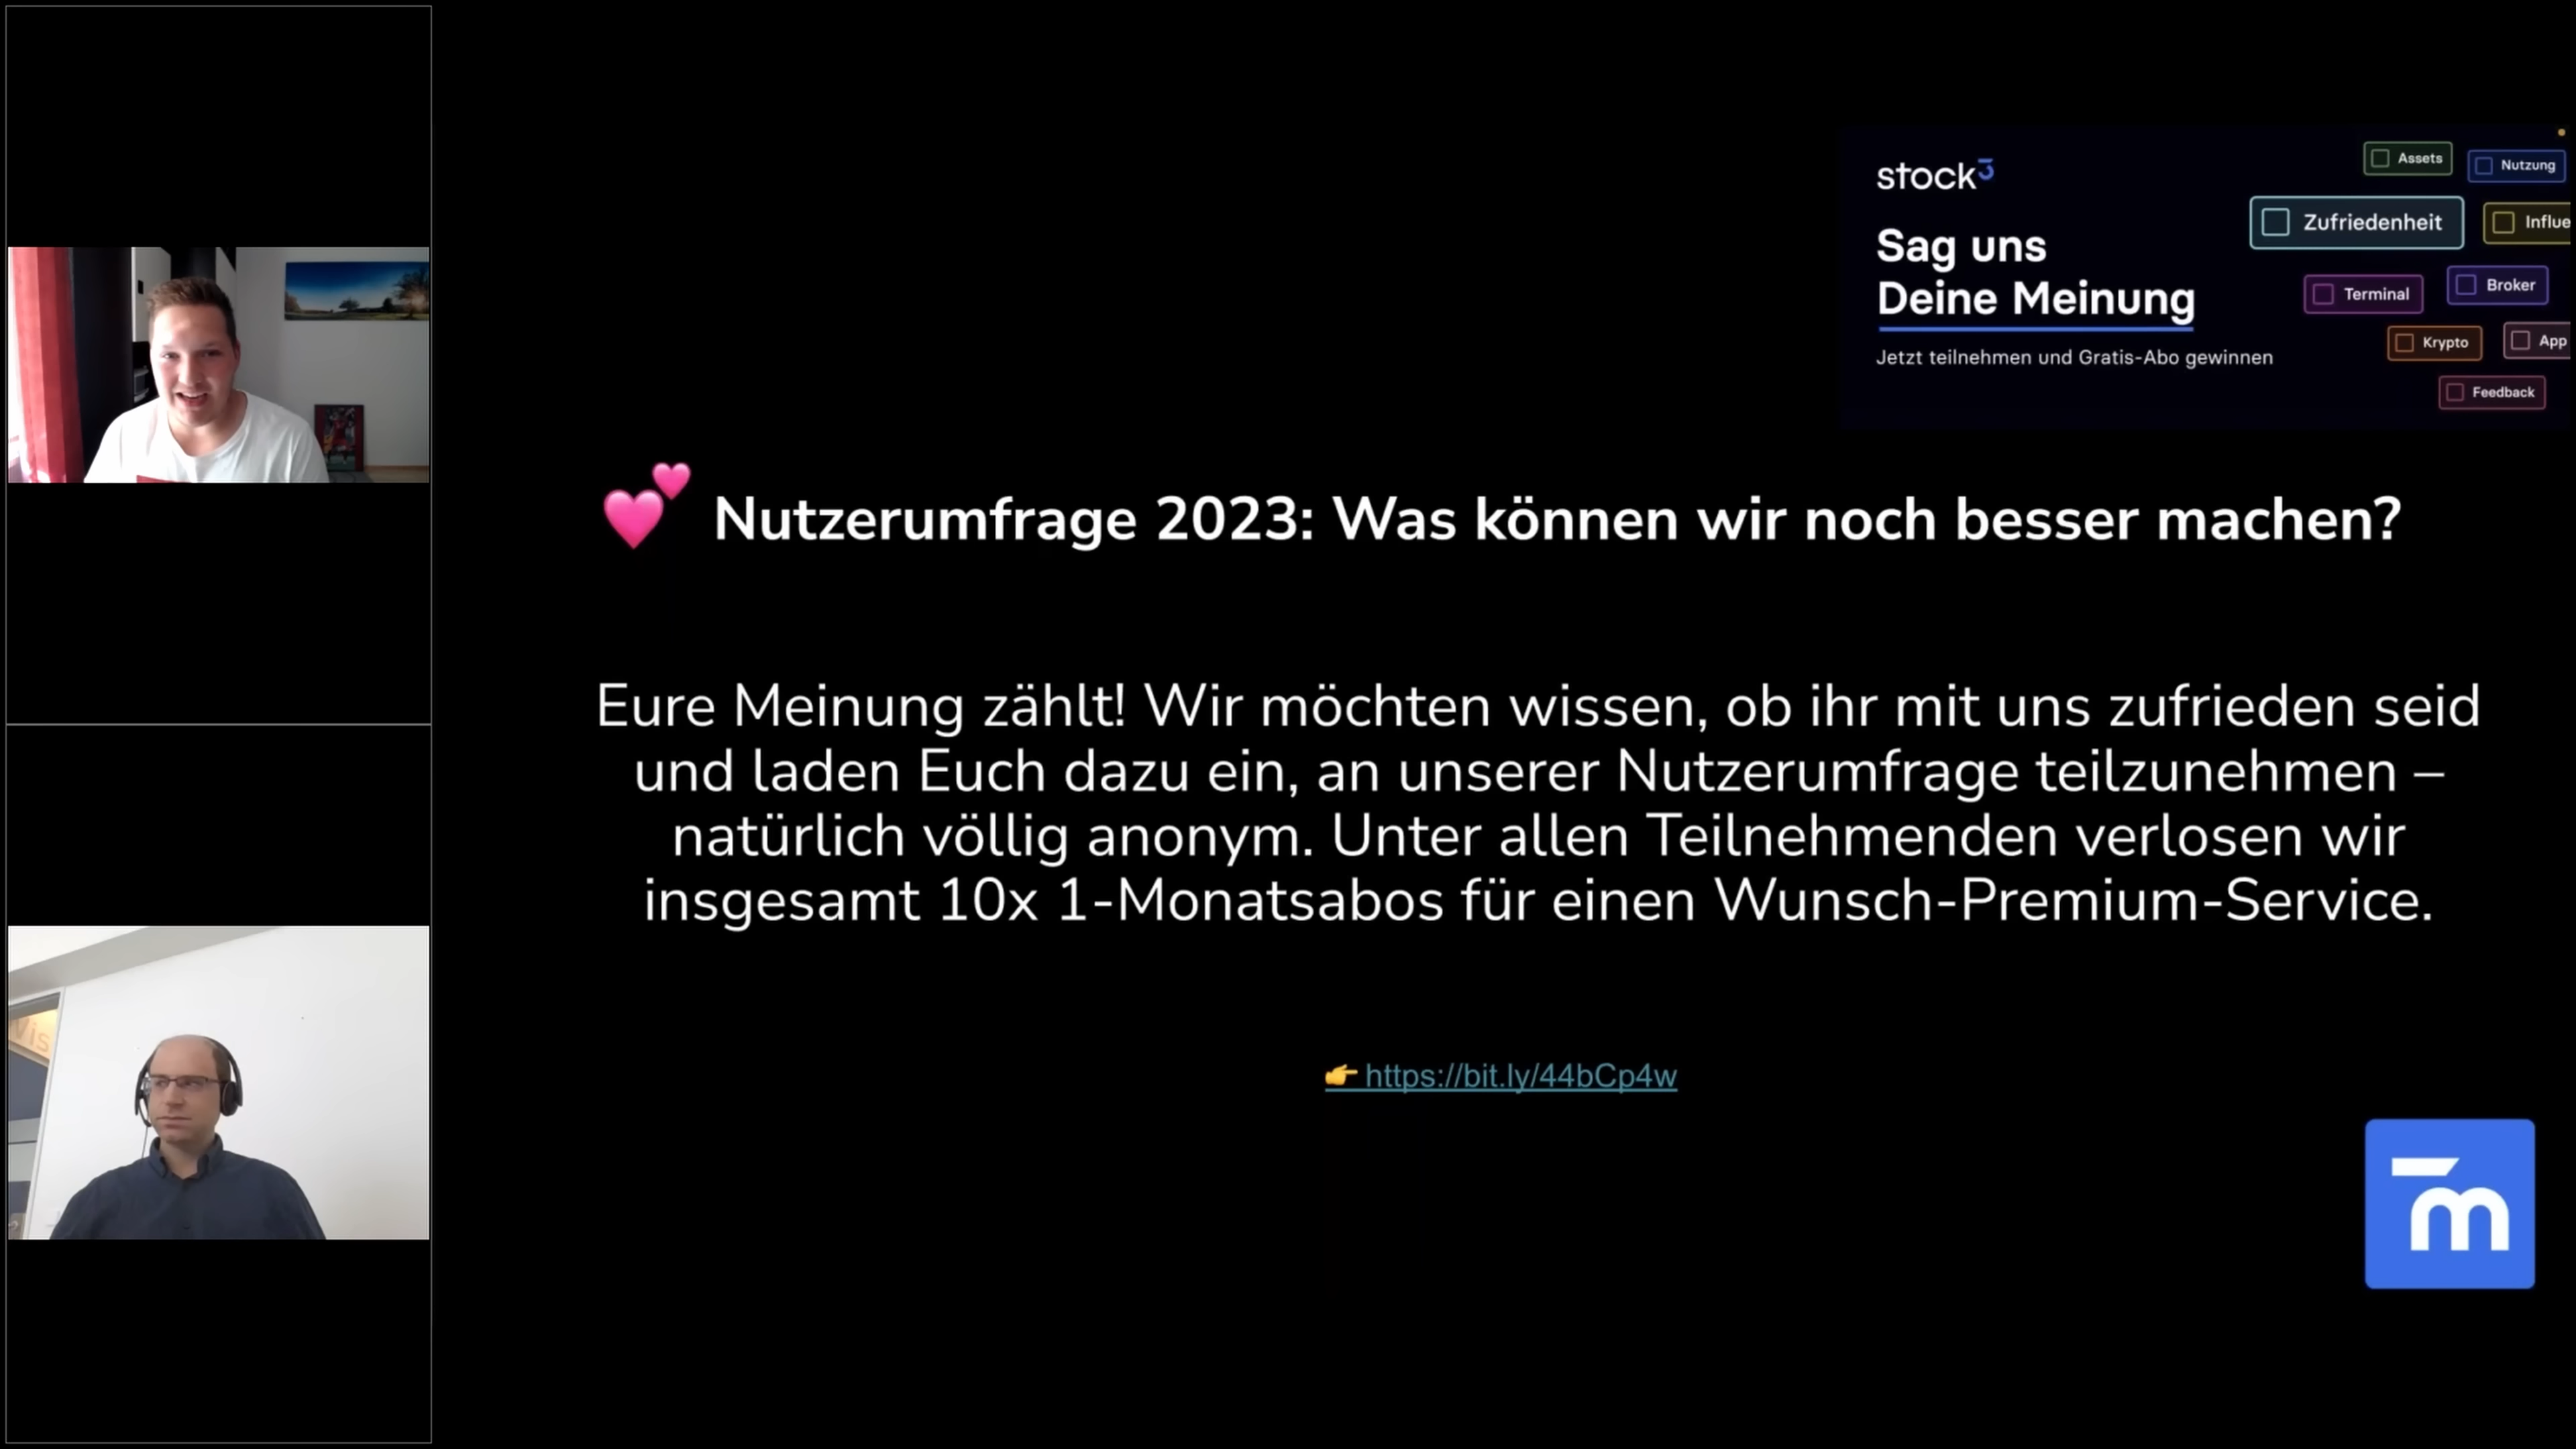 stock3
Assets
Nutzung
Zufriedenheit
Influe
Sag uns
Deine Meinung
Terminal
Broker
Krypto
App
Jetzt teilnehmen und Gratis-Abo gewinnen
Feedback
💕 Nutzerumfrage 2023: Was können wir noch besser machen?
Eure Meinung zählt! Wir möchten wissen, ob ihr mit uns zufrieden seid
und laden Euch dazu ein, an unserer Nutzerumfrage teilzunehmen –
natürlich völlig anonym. Unter allen Teilnehmenden verlosen wir
insgesamt 10x 1-Monatsabos für einen Wunsch-Premium-Service.
👉 https://bit.ly/44bCp4w
m